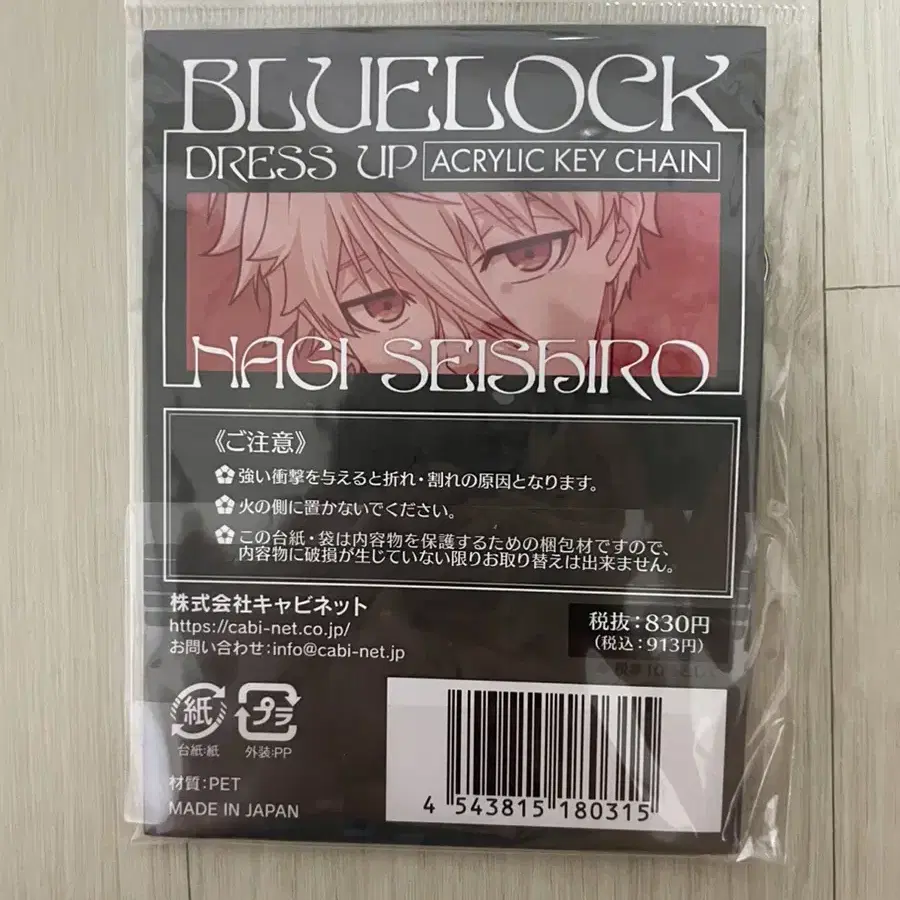 BLUELOCK
DRESS UP ACRYLIC KEY CHAIN
NAGI SEISHIRO
《ご注意》
強い衝撃を与えると折れ・割れの原因となります。
火の側に置かないでください。
この台紙・袋は内容物を保護するための梱包材ですので、
内容物に破損が生じていない限りお取り替えは出来ません。
株式会社キャビネット
https://cabi-net.co.jp/
お問い合わせ:info@cabi-net.jp
税抜:830円
(税込:913円)
紙
プラ
台紙:紙
外装:PP
材質:PET
MADE IN JAPAN
4 543815 180315